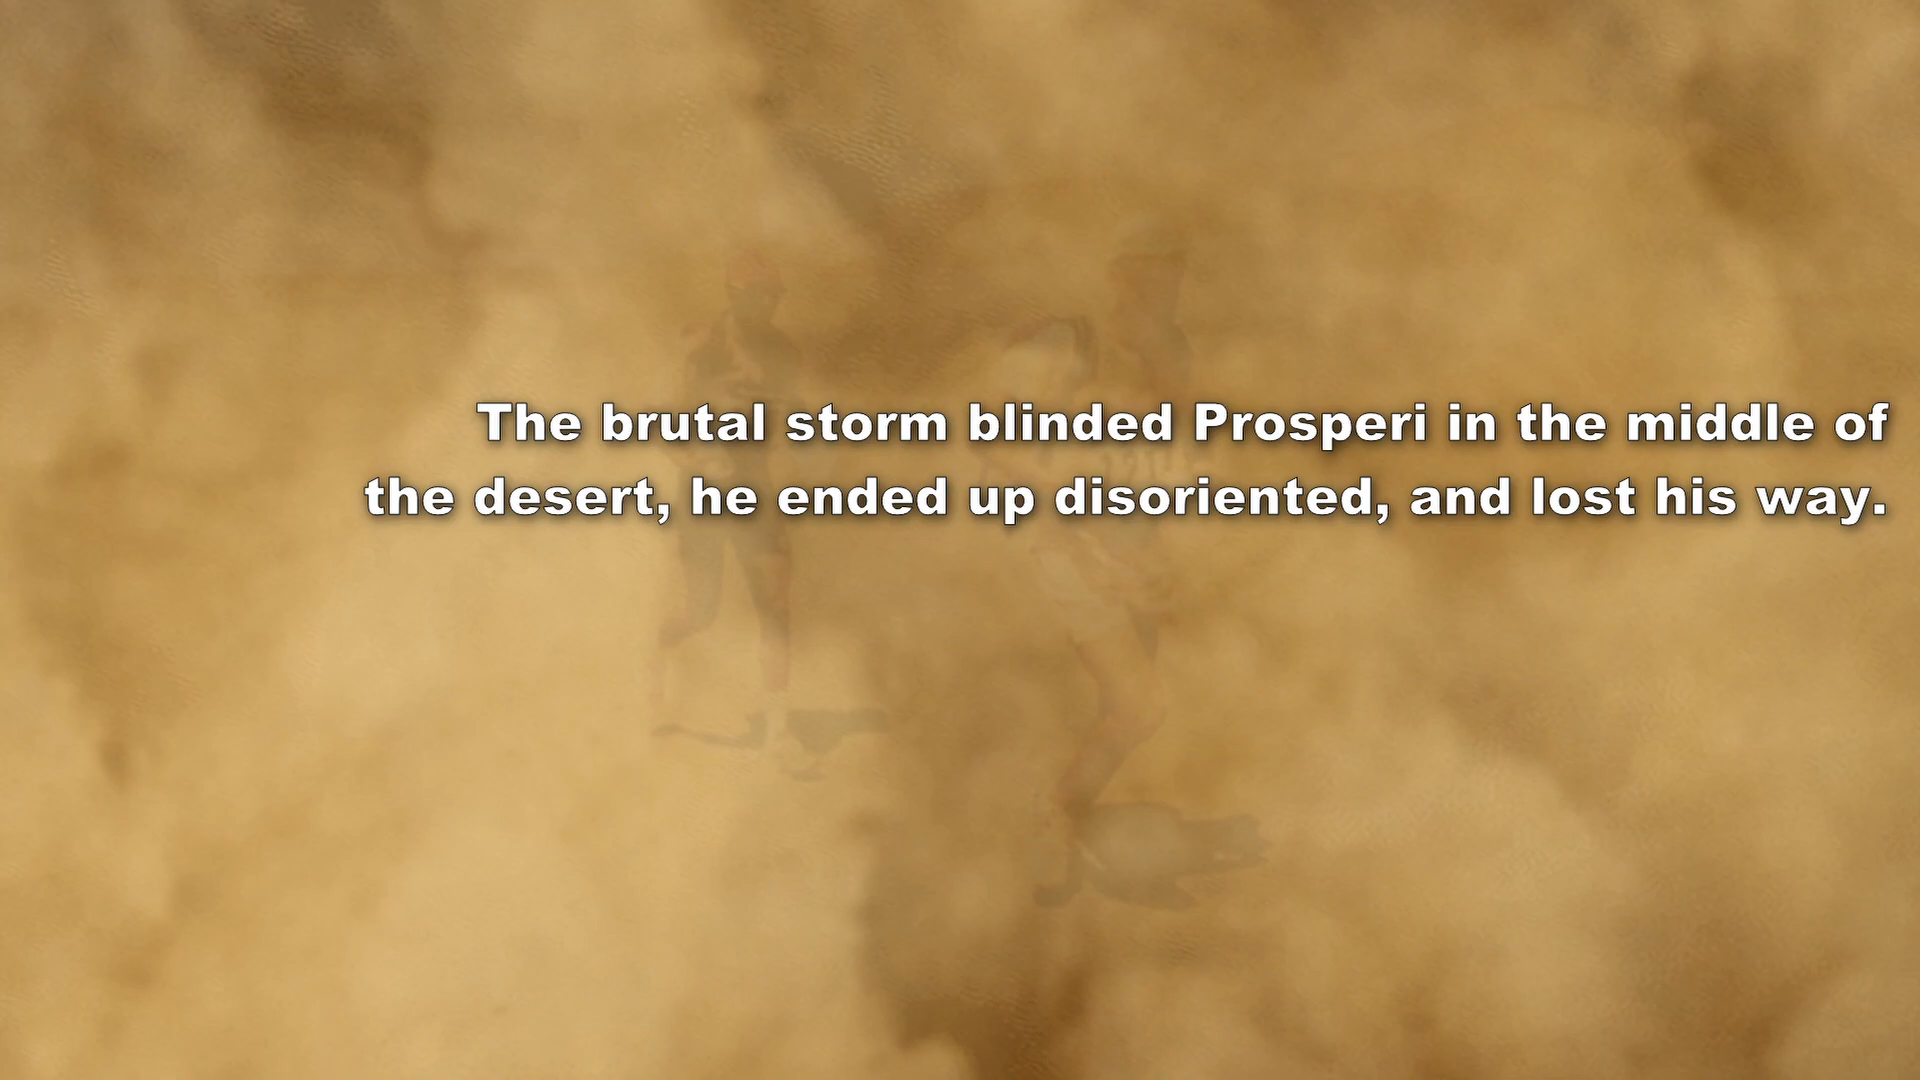 The brutal storm blinded Prosperi in the middle of
the desert, he ended up disoriented, and lost his way.